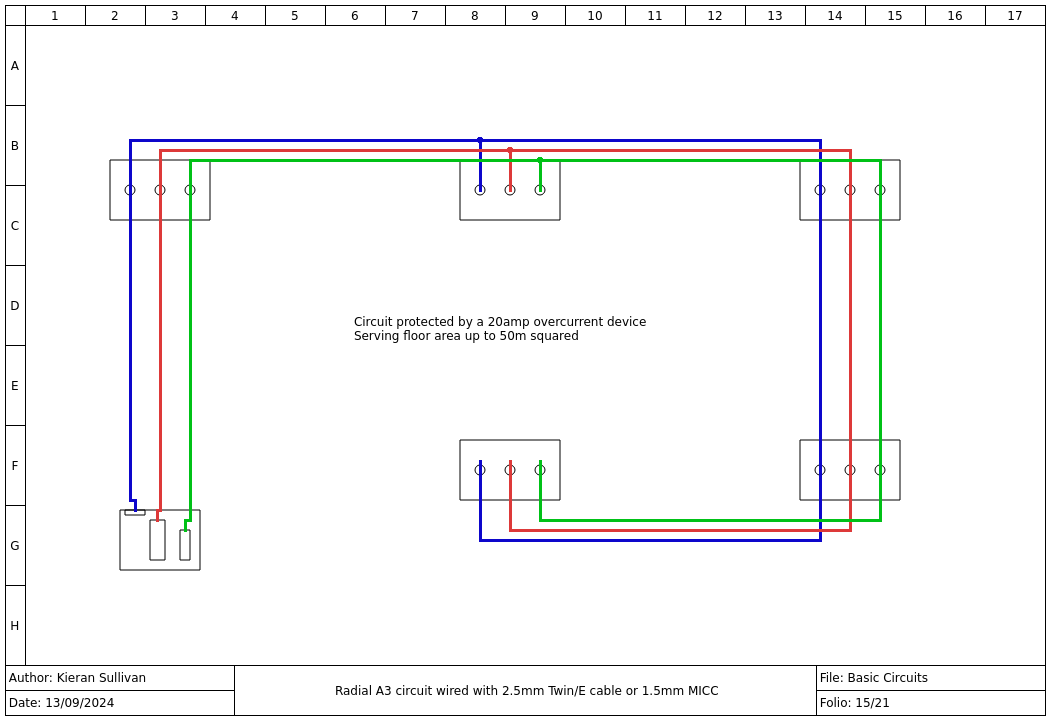 1 2 3 4 5 6 7 8 9 10 11 12 13 14 15 16 17
A
B
C
D
Circuit protected by a 20amp overcurrent device
Serving floor area up to 50m squared
E
F
G
H
Author: Kieran Sullivan
Date: 13/09/2024
Radial A3 circuit wired with 2.5mm Twin/E cable or 1.5mm MICC
File: Basic Circuits
Folio: 15/21